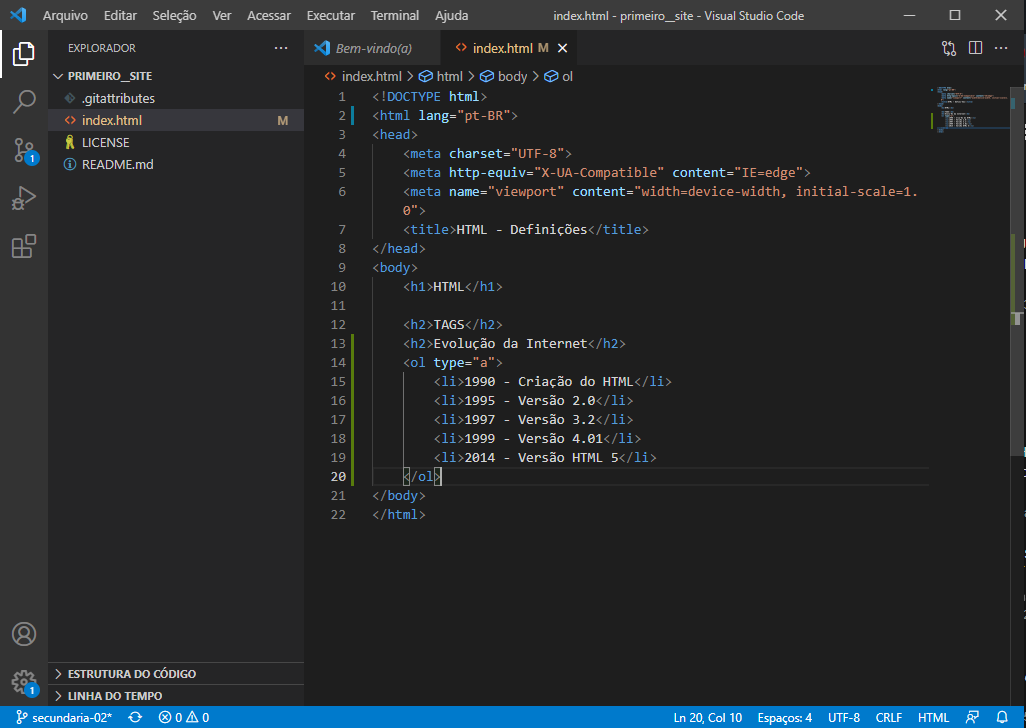 Arquivo Editar Seleção Ver Acessar Executar Terminal Ajuda index.html - primeiro__site - Visual Studio Code
EXPLORADOR
PRIMEIRO__SITE
.gitattributes
index.html M
LICENSE
README.md
1
1
ESTRUTURA DO CÓDIGO
LINHA DO TEMPO
Bem-vindo(a) index.html M
index.html html body ol
1 <!DOCTYPE html>
2 <html lang="pt-BR">
3 <head>
4 <meta charset="UTF-8">
5 <meta http-equiv="X-UA-Compatible" content="IE=edge">
6 <meta name="viewport" content="width=device-width, initial-scale=1.
0">
7 <title>HTML - Definições</title>
8 </head>
9 <body>
10 <h1>HTML</h1>
11
12 <h2>TAGS</h2>
13 <h2>Evolução da Internet</h2>
14 <ol type="a">
15 <li>1990 - Criação do HTML</li>
16 <li>1995 - Versão 2.0</li>
17 <li>1997 - Versão 3.2</li>
18 <li>1999 - Versão 4.01</li>
19 <li>2014 - Versão HTML 5</li>
20 </ol>
21 </body>
22 </html>
secundaria-02* 0 0 Ln 20, Col 10 Espaços: 4 UTF-8 CRLF HTML